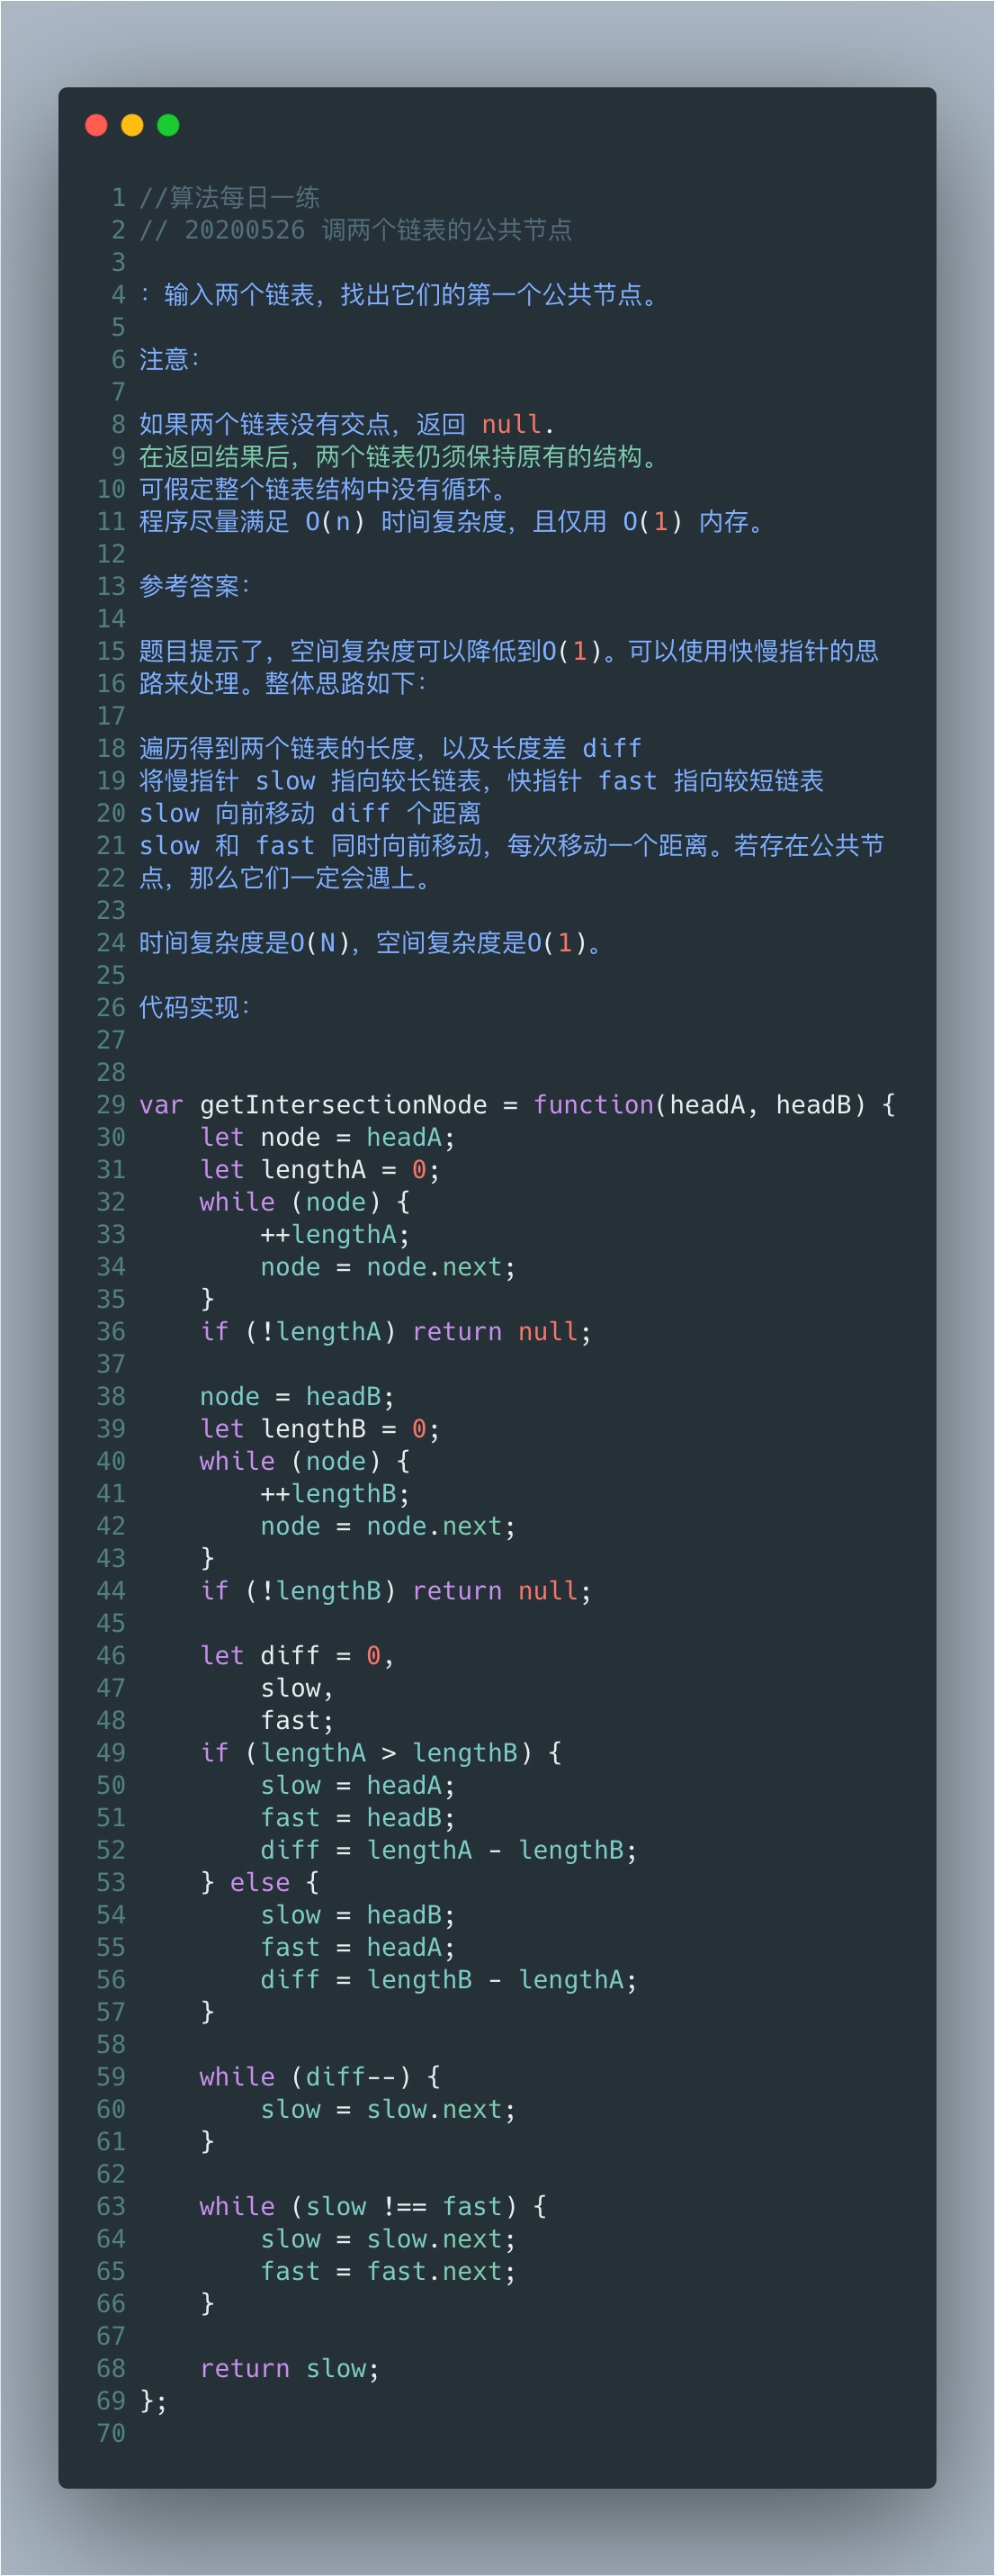 1 //算法每日一练
2 // 20200526 调两个链表的公共节点
3
4 : 输入两个链表，找出它们的第一个公共节点。
5
6 注意：
7
8 如果两个链表没有交点，返回 null.
9 在返回结果后，两个链表仍须保持原有的结构。
10 可假定整个链表结构中没有循环。
11 程序尽量满足 O(n) 时间复杂度，且仅用 O(1) 内存。
12
13 参考答案：
14
15 题目提示了，空间复杂度可以降低到O(1)。可以使用快慢指针的思
16 路来处理。整体思路如下：
17
18 遍历得到两个链表的长度，以及长度差 diff
19 将慢指针 slow 指向较长链表，快指针 fast 指向较短链表
20 slow 向前移动 diff 个距离
21 slow 和 fast 同时向前移动，每次移动一个距离。若存在公共节
22 点，那么它们一定会遇上。
23
24 时间复杂度是O(N)，空间复杂度是O(1)。
25
26 代码实现：
27
28
29 var getIntersectionNode = function(headA, headB) {
30     let node = headA;
31     let lengthA = 0;
32     while (node) {
33         ++lengthA;
34         node = node.next;
35     }
36     if (!lengthA) return null;
37
38     node = headB;
39     let lengthB = 0;
40     while (node) {
41         ++lengthB;
42         node = node.next;
43     }
44     if (!lengthB) return null;
45
46     let diff = 0,
47         slow,
48         fast;
49     if (lengthA > lengthB) {
50         slow = headA;
51         fast = headB;
52         diff = lengthA - lengthB;
53     } else {
54         slow = headB;
55         fast = headA;
56         diff = lengthB - lengthA;
57     }
58
59     while (diff--) {
60         slow = slow.next;
61     }
62
63     while (slow !== fast) {
64         slow = slow.next;
65         fast = fast.next;
66     }
67
68     return slow;
69 };
70